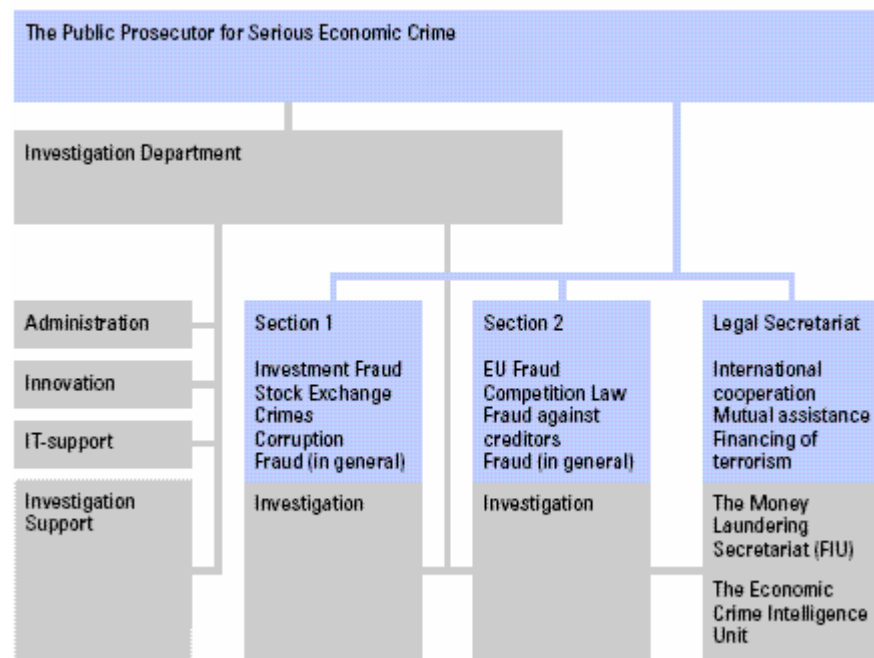 The Public Prosecutor for Serious Economic Crime
Investigation Department
Administration
Innovation
IT-support
Investigation
Support
Section 1
Investment Fraud
Stock Exchange
Crimes
Corruption
Fraud (in general)
Investigation
Section 2
EU Fraud
Competition Law
Fraud against
creditors
Fraud (in general)
Investigation
Legal Secretariat
International
cooperation
Mutual assistance
Financing of
terrorism
The Money
Laundering
Secretariat (FIU)
The Economic
Crime Intelligence
Unit